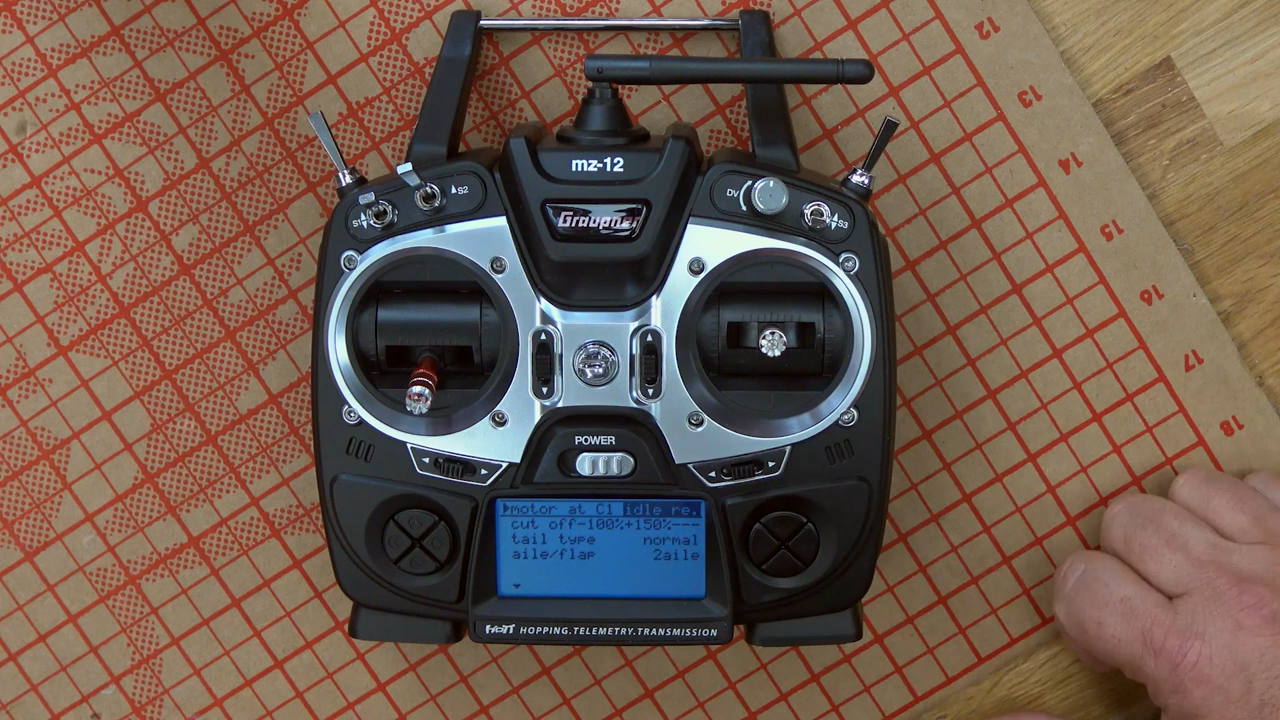 12
13
14
15
16
17
18
mz-12
Graupner
S1
S2
DV
S3
POWER
motor at C1 idle re.
cut off-100%+150%---
tail type normal
aile/flap 2aile
HoTT HOPPING.TELEMETRY.TRANSMISSION